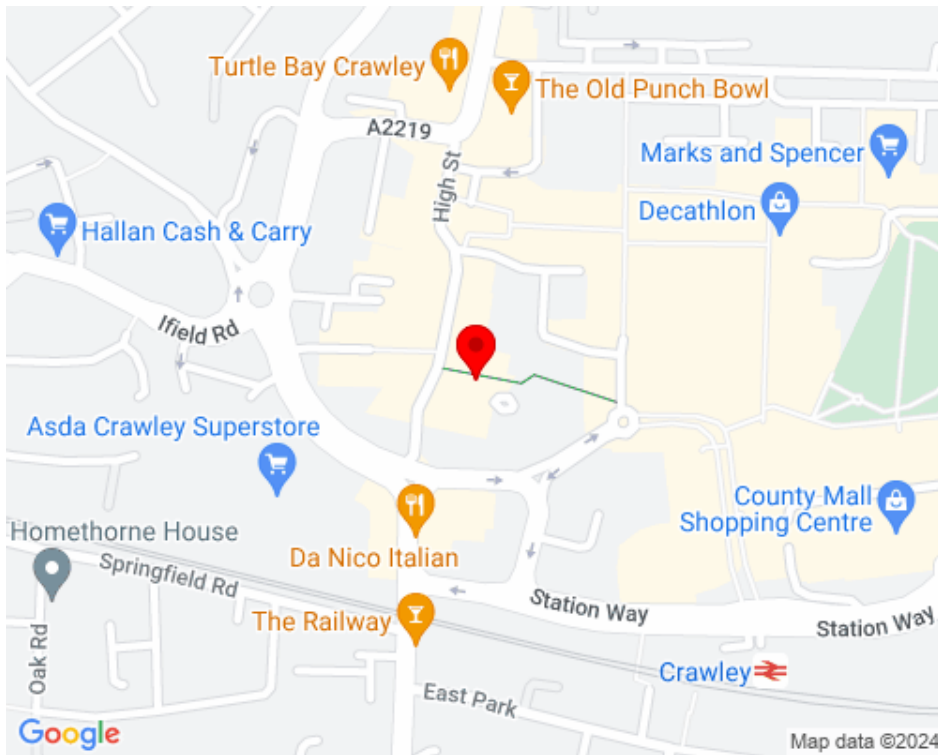 Turtle Bay Crawley
The Old Punch Bowl
A2219
Marks and Spencer
High St
Decathlon
Hallan Cash & Carry
Ifield Rd
Asda Crawley Superstore
County Mall
Shopping Centre
Homethorne House
Da Nico Italian
Springfield Rd
Station Way
The Railway
Station Way
Oak Rd
Crawley
East Park
Google
Map data ©2024